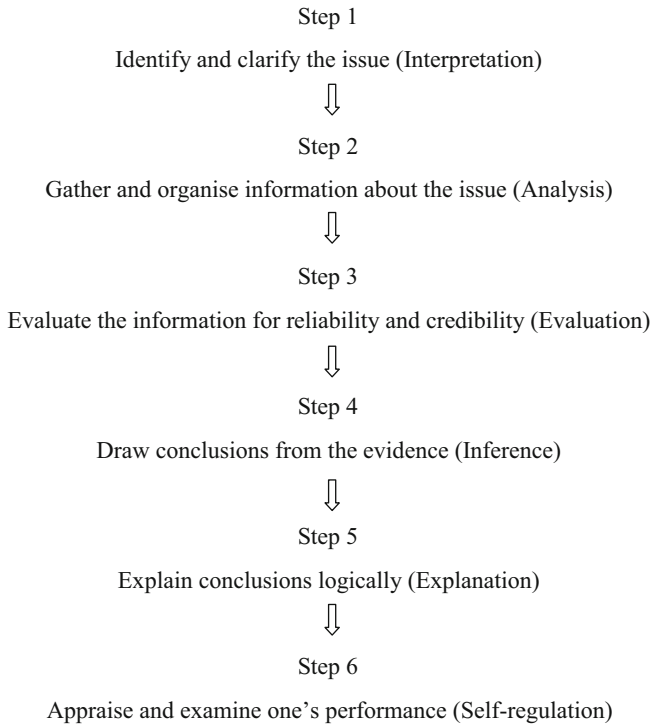 Step 1
Identify and clarify the issue (Interpretation)
Step 2
Gather and organise information about the issue (Analysis)
Step 3
Evaluate the information for reliability and credibility (Evaluation)
Step 4
Draw conclusions from the evidence (Inference)
Step 5
Explain conclusions logically (Explanation)
Step 6
Appraise and examine one’s performance (Self-regulation)